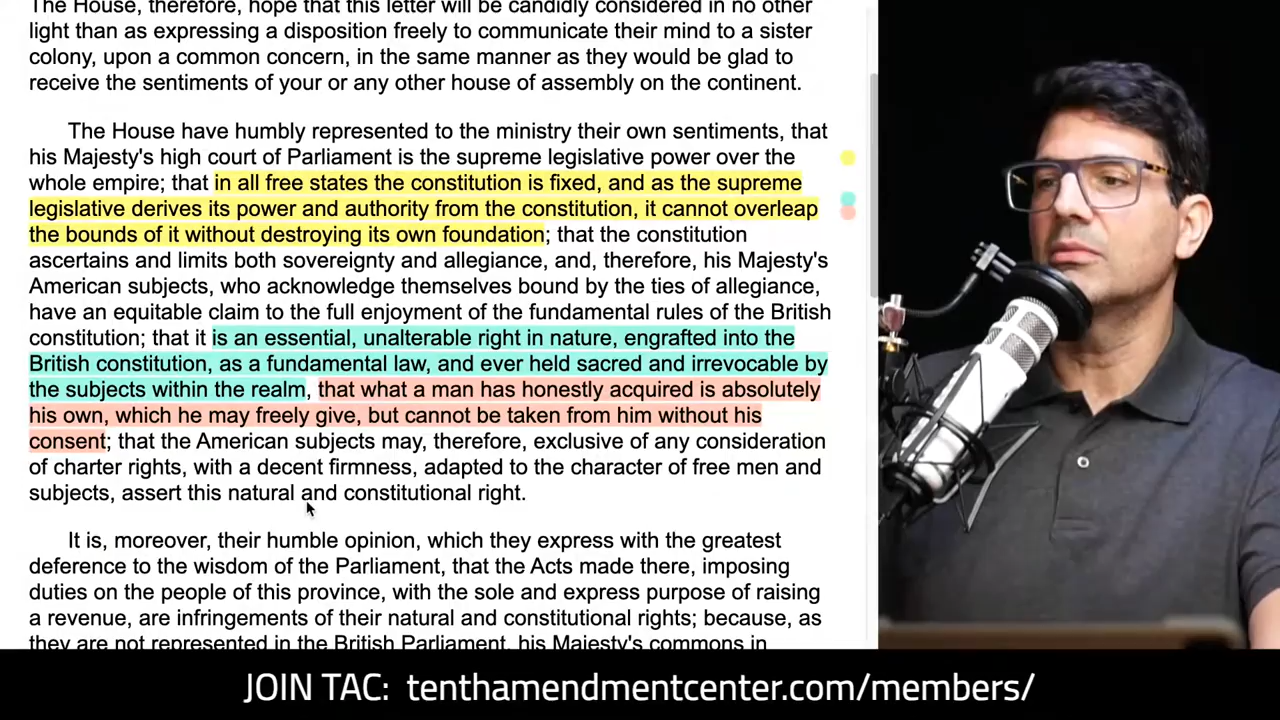 The House, therefore, hope that this letter will be candidly considered in no other
light than as expressing a disposition freely to communicate their mind to a sister
colony, upon a common concern, in the same manner as they would be glad to
receive the sentiments of your or any other house of assembly on the continent.
The House have humbly represented to the ministry their own sentiments, that
his Majesty's high court of Parliament is the supreme legislative power over the
whole empire; that in all free states the constitution is fixed, and as the supreme
legislative derives its power and authority from the constitution, it cannot overleap
the bounds of it without destroying its own foundation; that the constitution
ascertains and limits both sovereignty and allegiance, and, therefore, his Majesty's
American subjects, who acknowledge themselves bound by the ties of allegiance,
have an equitable claim to the full enjoyment of the fundamental rules of the British
constitution; that it is an essential, unalterable right in nature, engrafted into the
British constitution, as a fundamental law, and ever held sacred and irrevocable by
the subjects within the realm, that what a man has honestly acquired is absolutely
his own, which he may freely give, but cannot be taken from him without his
consent; that the American subjects may, therefore, exclusive of any consideration
of charter rights, with a decent firmness, adapted to the character of free men and
subjects, assert this natural and constitutional right.
It is, moreover, their humble opinion, which they express with the greatest
deference to the wisdom of the Parliament, that the Acts made there, imposing
duties on the people of this province, with the sole and express purpose of raising
a revenue, are infringements of their natural and constitutional rights; because, as
they are not represented in the British Parliament, his Majesty's commons in
JOIN TAC: tenthamendmentcenter.com/members/